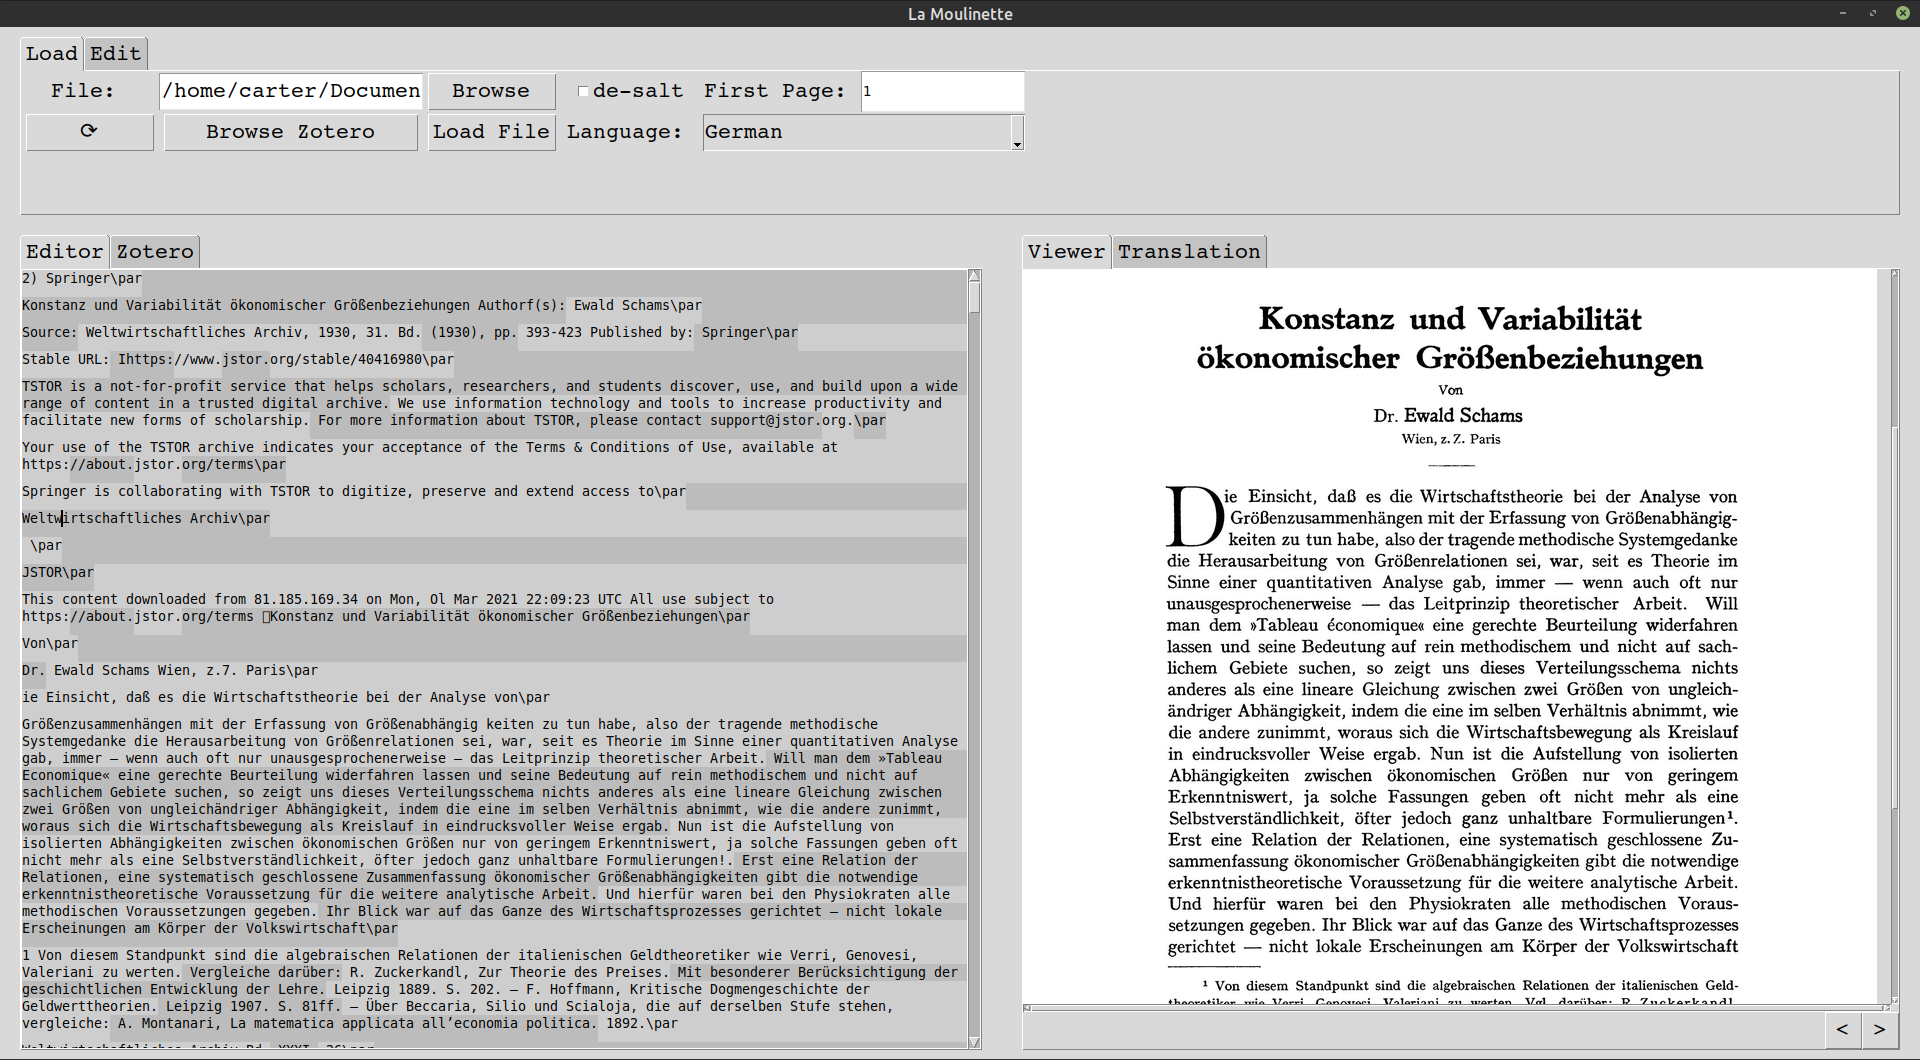 La Moulinette
Load Edit
File: /home/carter/Documen Browse de-salt First Page: 1
⟳ Browse Zotero Load File Language: German
Editor Zotero
2) Springer\par
Konstanz und Variabilität ökonomischer Größenbeziehungen Authorf(s): Ewald Schams\par
Source: Weltwirtschaftliches Archiv, 1930, 31. Bd. (1930), pp. 393-423 Published by: Springer\par
Stable URL: Ihttps://www.jstor.org/stable/40416980\par
TSTOR is a not-for-profit service that helps scholars, researchers, and students discover, use, and build upon a wide
range of content in a trusted digital archive. We use information technology and tools to increase productivity and
facilitate new forms of scholarship. For more information about TSTOR, please contact support@jstor.org.\par
Your use of the TSTOR archive indicates your acceptance of the Terms & Conditions of Use, available at
https://about.jstor.org/terms\par
Springer is collaborating with TSTOR to digitize, preserve and extend access to\par
Weltwirtschaftliches Archiv\par
\par
JSTOR\par
This content downloaded from 81.185.169.34 on Mon, Ol Mar 2021 22:09:23 UTC All use subject to
https://about.jstor.org/terms Konstanz und Variabilität ökonomischer Größenbeziehungen\par
Von\par
Dr. Ewald Schams Wien, z.7. Paris\par
ie Einsicht, daß es die Wirtschaftstheorie bei der Analyse von\par
Größenzusammenhängen mit der Erfassung von Größenabhängig keiten zu tun habe, also der tragende methodische
Systemgedanke die Herausarbeitung von Größenrelationen sei, war, seit es Theorie im Sinne einer quantitativen Analyse
gab, immer — wenn auch oft nur unausgesprochenerweise — das Leitprinzip theoretischer Arbeit. Will man dem »Tableau
Economique« eine gerechte Beurteilung widerfahren lassen und seine Bedeutung auf rein methodischem und nicht auf
sachlichem Gebiete suchen, so zeigt uns dieses Verteilungsschema nichts anderes als eine lineare Gleichung zwischen
zwei Größen von ungleichändriger Abhängigkeit, indem die eine im selben Verhältnis abnimmt, wie die andere zunimmt,
woraus sich die Wirtschaftsbewegung als Kreislauf in eindrucksvoller Weise ergab. Nun ist die Aufstellung von
isolierten Abhängigkeiten zwischen ökonomischen Größen nur von geringem Erkenntniswert, ja solche Fassungen geben oft
nicht mehr als eine Selbstverständlichkeit, öfter jedoch ganz unhaltbare Formulierungen!. Erst eine Relation der
Relationen, eine systematisch geschlossene Zusammenfassung ökonomischer Größenabhängigkeiten gibt die notwendige
erkenntnistheoretische Voraussetzung für die weitere analytische Arbeit. Und hierfür waren bei den Physiokraten alle
methodischen Voraussetzungen gegeben. Ihr Blick war auf das Ganze des Wirtschaftsprozesses gerichtet — nicht lokale
Erscheinungen am Körper der Volkswirtschaft\par
1 Von diesem Standpunkt sind die algebraischen Relationen der italienischen Geldtheoretiker wie Verri, Genovesi,
Valeriani zu werten. Vergleiche darüber: R. Zuckerkandl, Zur Theorie des Preises. Mit besonderer Berücksichtigung der
geschichtlichen Entwicklung der Lehre. Leipzig 1889. S. 202. — F. Hoffmann, Kritische Dogmengeschichte der
Geldwerttheorien. Leipzig 1907. S. 81ff. — Über Beccaria, Silio und Scialoja, die auf derselben Stufe stehen,
vergleiche: A. Montanari, La matematica applicata all'economia politica. 1892.\par
Weltwirtschaftliches Archiv Bd. XXXI. 26\par
Viewer Translation
Konstanz und Variabilität
ökonomischer Größenbeziehungen
Von
Dr. Ewald Schams
Wien, z. Z. Paris
Die Einsicht, daß es die Wirtschaftstheorie bei der Analyse von
Größenzusammenhängen mit der Erfassung von Größenabhängig-
keiten zu tun habe, also der tragende methodische Systemgedanke
die Herausarbeitung von Größenrelationen sei, war, seit es Theorie im
Sinne einer quantitativen Analyse gab, immer — wenn auch oft nur
unausgesprochenerweise — das Leitprinzip theoretischer Arbeit. Will
man dem »Tableau économique« eine gerechte Beurteilung widerfahren
lassen und seine Bedeutung auf rein methodischem und nicht auf sach-
lichem Gebiete suchen, so zeigt uns dieses Verteilungsschema nichts
anderes als eine lineare Gleichung zwischen zwei Größen von ungleich-
ändriger Abhängigkeit, indem die eine im selben Verhältnis abnimmt, wie
die andere zunimmt, woraus sich die Wirtschaftsbewegung als Kreislauf
in eindrucksvoller Weise ergab. Nun ist die Aufstellung von isolierten
Abhängigkeiten zwischen ökonomischen Größen nur von geringem
Erkenntniswert, ja solche Fassungen geben oft nicht mehr als eine
Selbstverständlichkeit, öfter jedoch ganz unhaltbare Formulierungen¹.
Erst eine Relation der Relationen, eine systematisch geschlossene Zu-
sammenfassung ökonomischer Größenabhängigkeiten gibt die notwendige
erkenntnistheoretische Voraussetzung für die weitere analytische Arbeit.
Und hierfür waren bei den Physiokraten alle methodischen Voraus-
setzungen gegeben. Ihr Blick war auf das Ganze des Wirtschaftsprozesses
gerichtet — nicht lokale Erscheinungen am Körper der Volkswirtschaft
¹ Von diesem Standpunkt sind die algebraischen Relationen der italienischen Geld-
theoretiker wie Verri, Genovesi, Valeriani zu werten. Vgl. darüber: R. Zuckerkandl,
< >